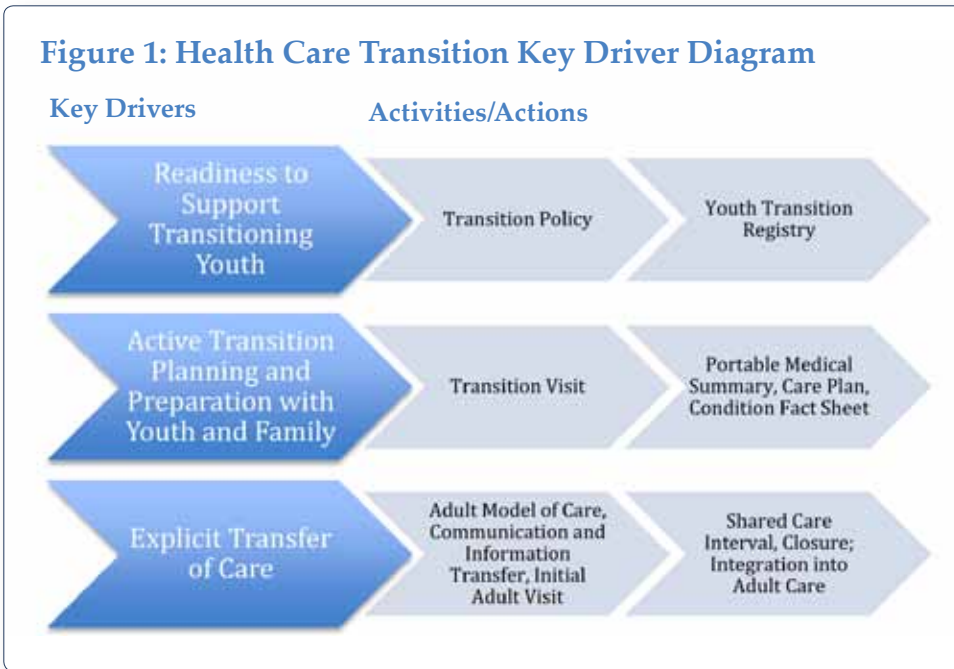 Figure 1: Health Care Transition Key Driver Diagram
Key Drivers
Activities/Actions
Readiness to
Support
Transitioning
Youth
Transition Policy
Youth Transition
Registry
Active Transition
Planning and
Preparation with
Youth and Family
Transition Visit
Portable Medical
Summary, Care Plan,
Condition Fact Sheet
Explicit Transfer
of Care
Adult Model of Care,
Communication and
Information
Transfer, Initial
Adult Visit
Shared Care
Interval, Closure;
Integration into
Adult Care